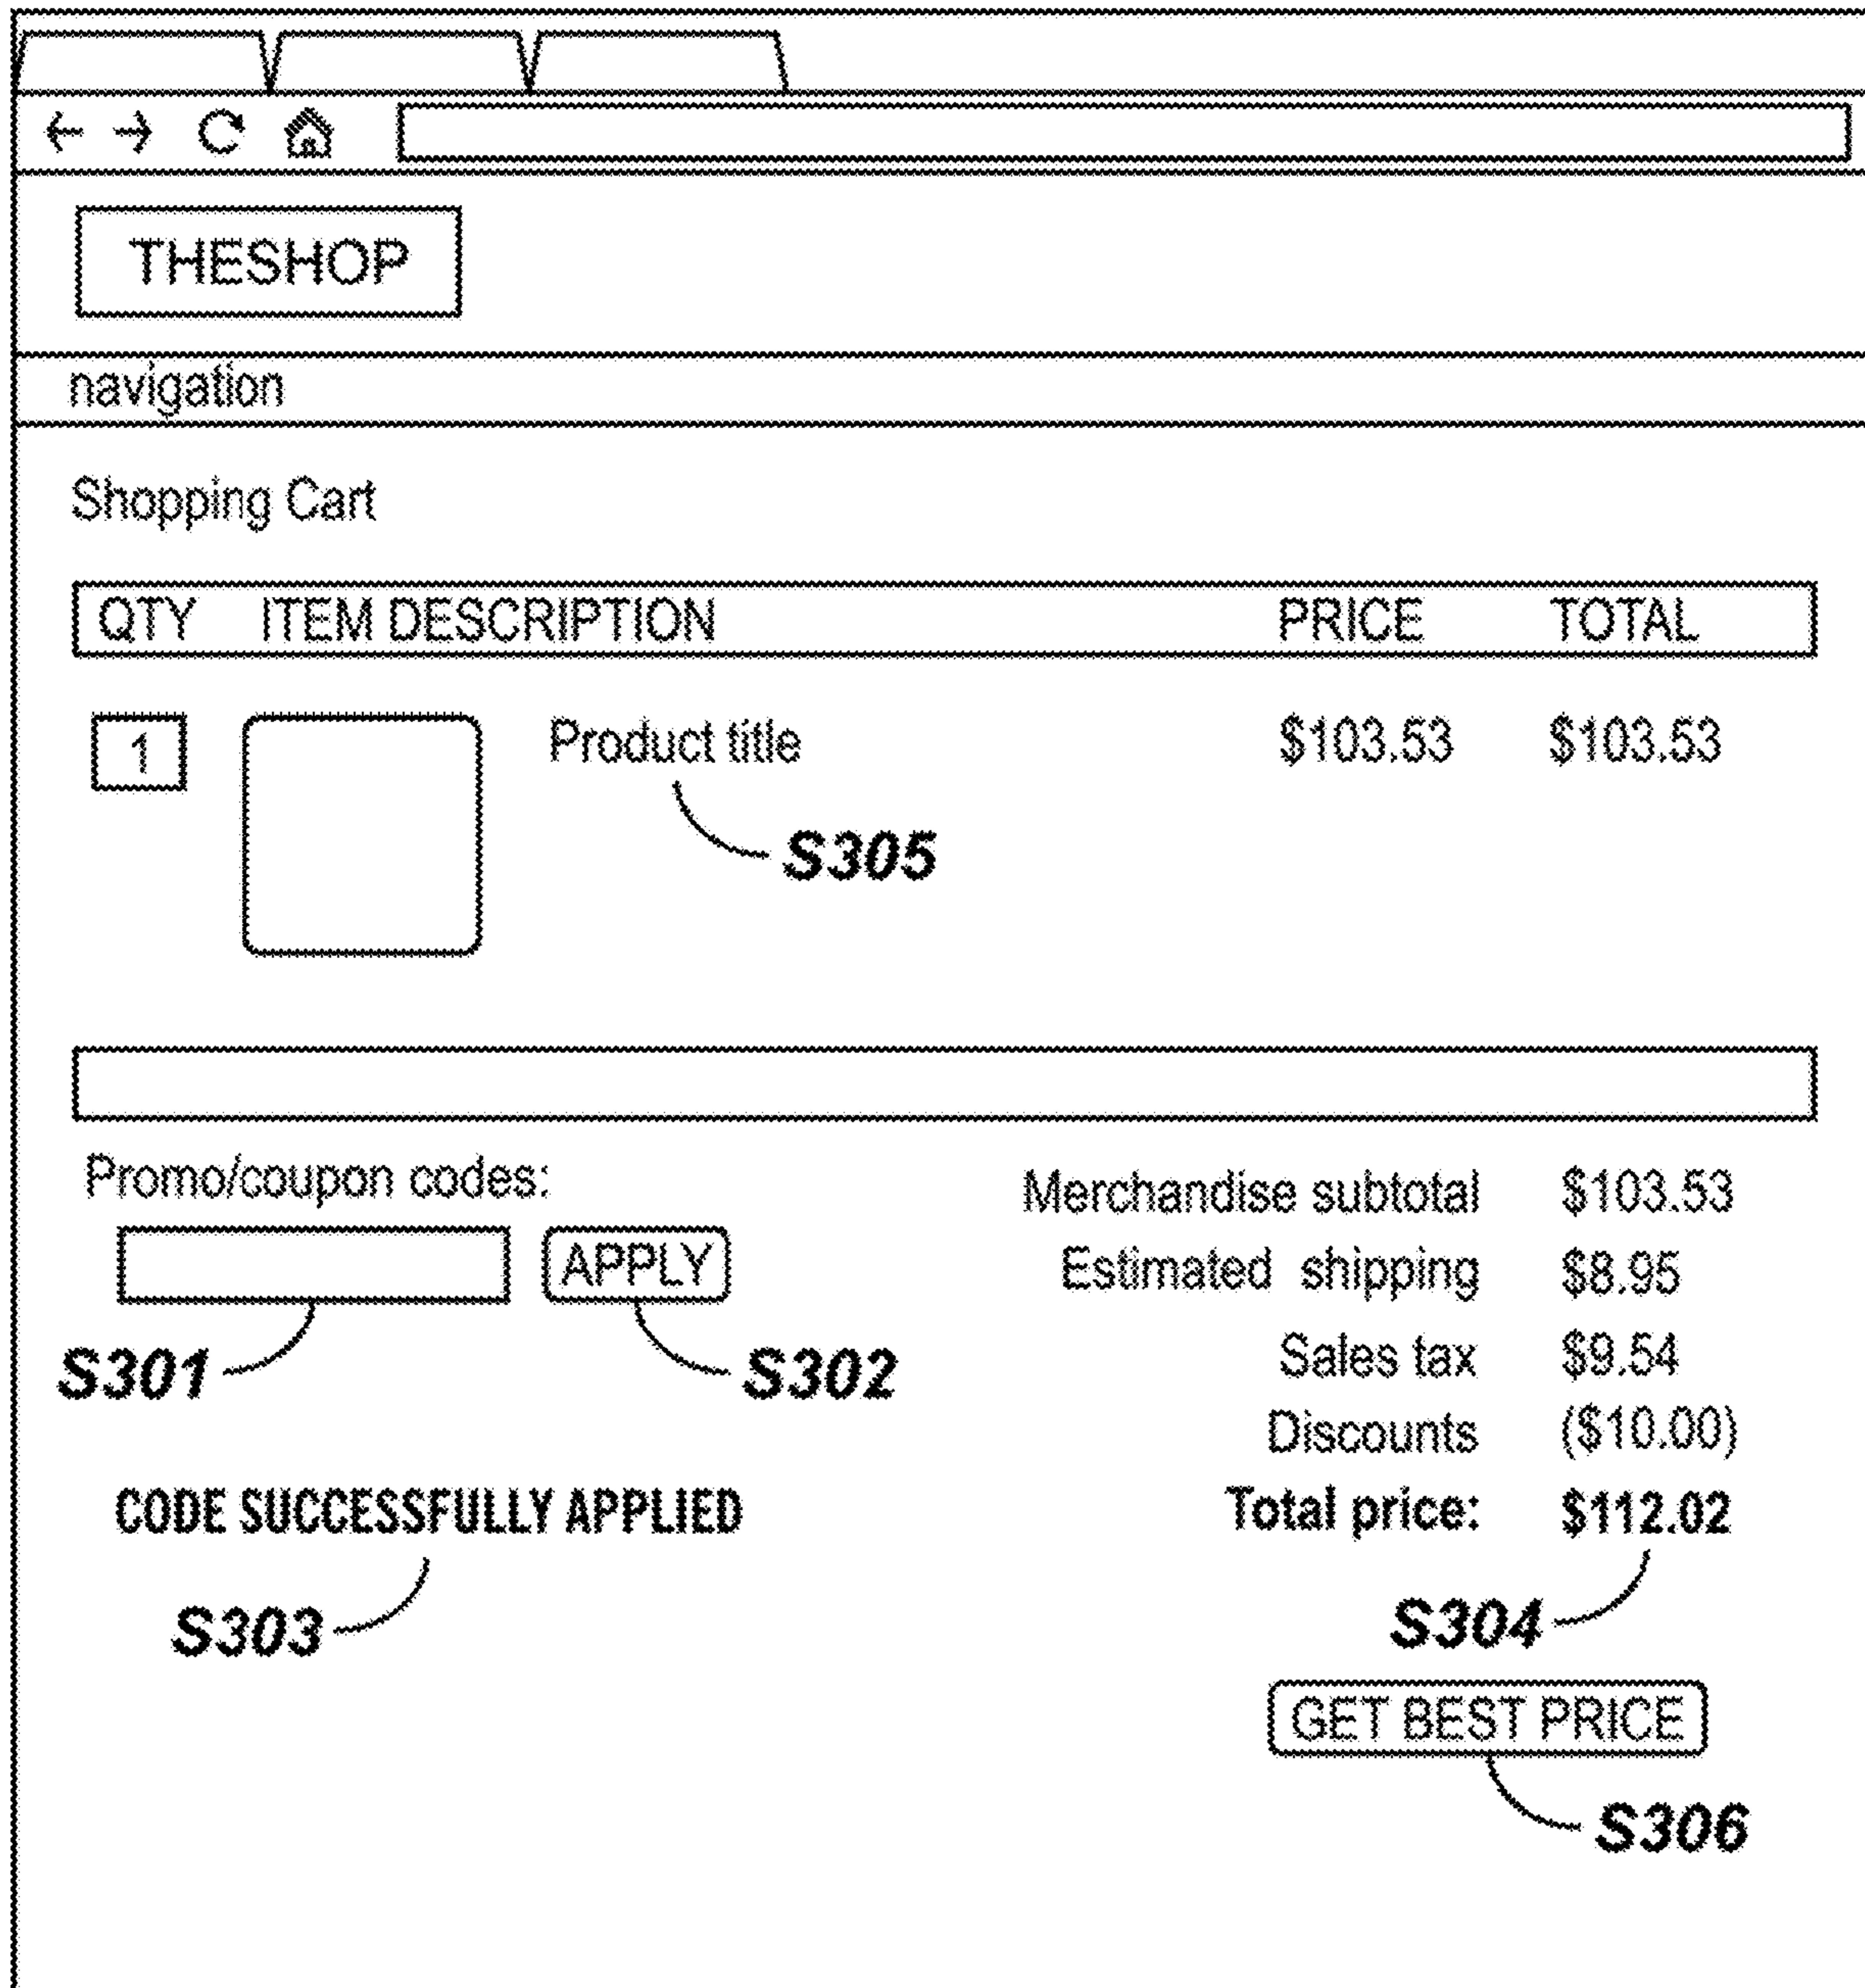 THESHOP
navigation
Shopping Cart
QTY ITEM DESCRIPTION PRICE TOTAL
1 Product title $103.53 $103.53
S305
Promo/coupon codes:
APPLY
S301 S302
CODE SUCCESSFULLY APPLIED
S303
Merchandise subtotal $103.53
Estimated shipping $8.95
Sales tax $9.54
Discounts ($10.00)
Total price: $112.02
S304
GET BEST PRICE
S306